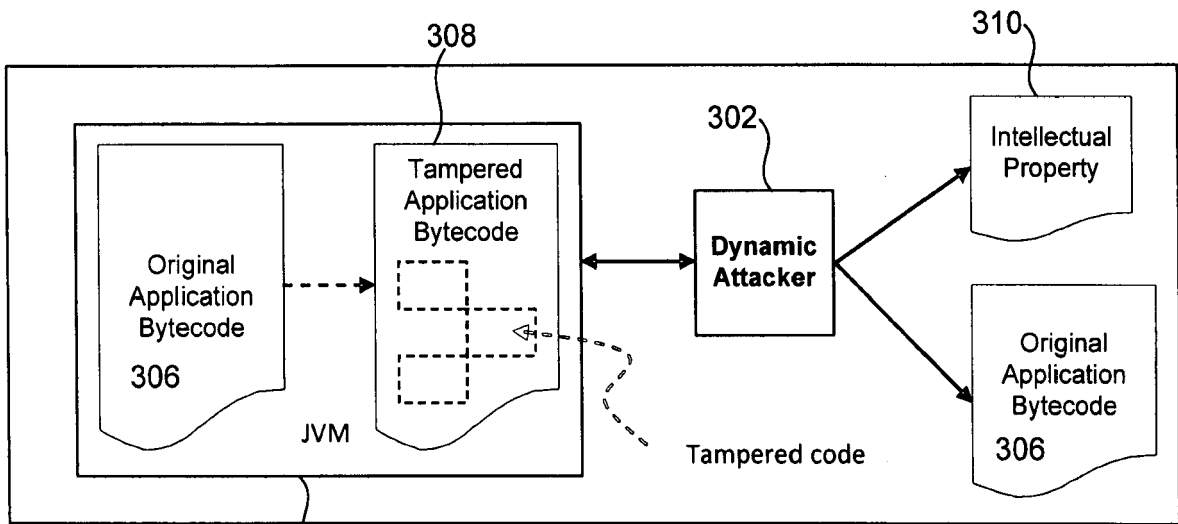 308
310
302
Tampered
Application
Bytecode
Intellectual
Property
Dynamic
Attacker
Original
Application
Bytecode
306
Original
Application
Bytecode
306
JVM
Tampered code